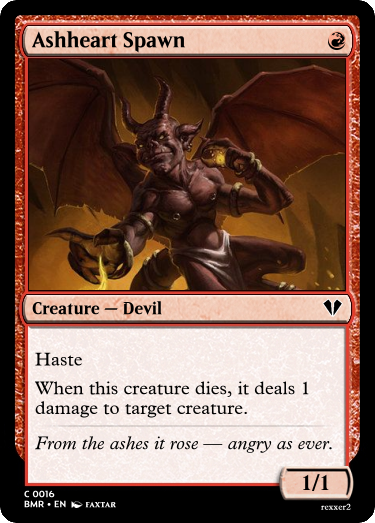 Ashheart Spawn
Creature — Devil
Haste
When this creature dies, it deals 1
damage to target creature.
From the ashes it rose — angry as ever.
1/1
C 0016
BMR • EN FAXTAR
rexxer2